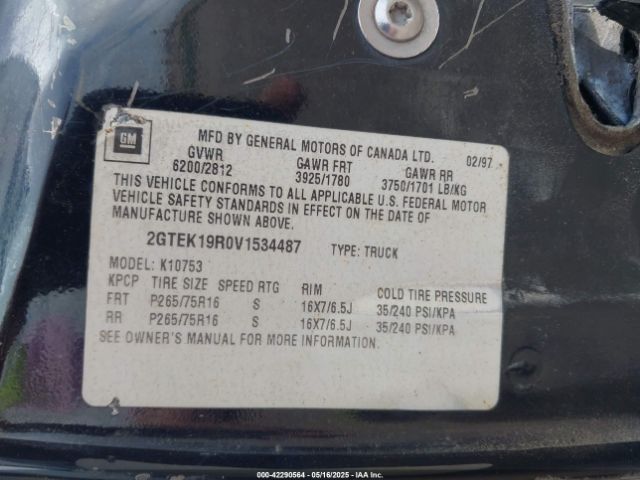 GM
MFD BY GENERAL MOTORS OF CANADA LTD. 02/97
GVWR GAWR FRT GAWR RR
6200/2812 3925/1780 3750/1701 LB/KG
THIS VEHICLE CONFORMS TO ALL APPLICABLE U.S. FEDERAL MOTOR
VEHICLE SAFETY STANDARDS IN EFFECT ON THE DATE OF
MANUFACTURE SHOWN ABOVE.
2GTEK19R0V1534487 TYPE: TRUCK
MODEL: K10753
KPCP TIRE SIZE SPEED RTG RIM COLD TIRE PRESSURE
FRT P265/75R16 S 16X7/6.5J 35/240 PSI/KPA
RR P265/75R16 S 16X7/6.5J 35/240 PSI/KPA
SEE OWNER'S MANUAL FOR MORE INFORMATION.
000-42290564 - 05/16/2025 - IAAI.COM